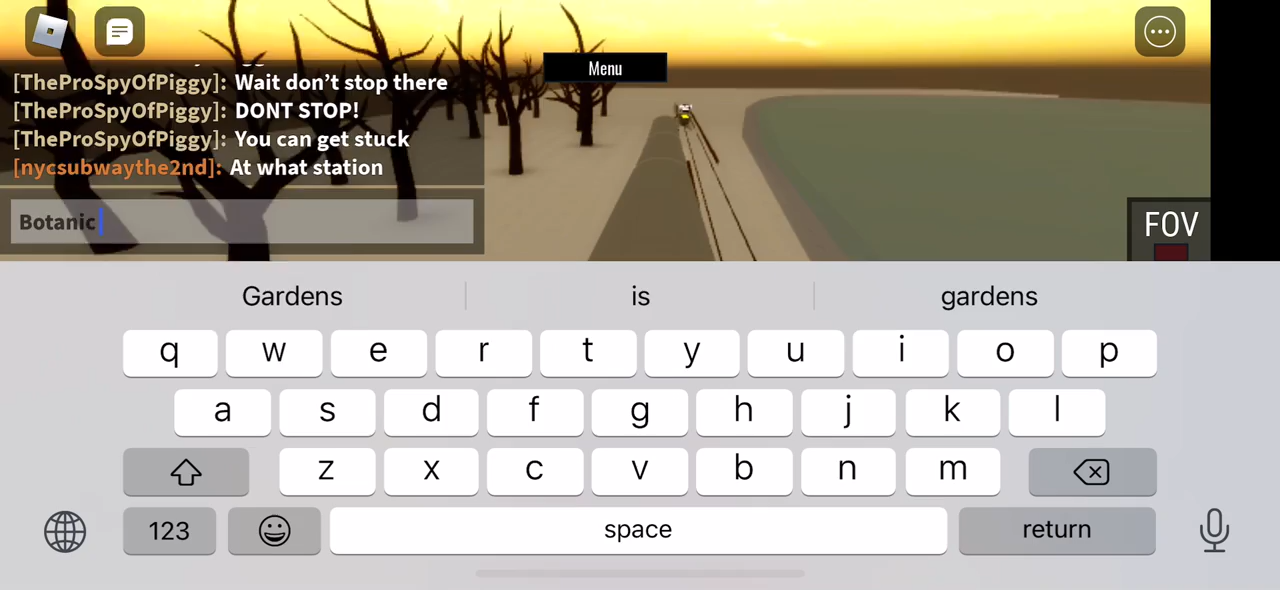 Menu
[TheProSpyOfPiggy]: Wait don’t stop there
[TheProSpyOfPiggy]: DONT STOP!
[TheProSpyOfPiggy]: You can get stuck
[nycsubwaythe2nd]: At what station
Botanic
FOV
Gardens is gardens
q w e r t y u i o p
a s d f g h j k l
z x c v b n m
123 space return